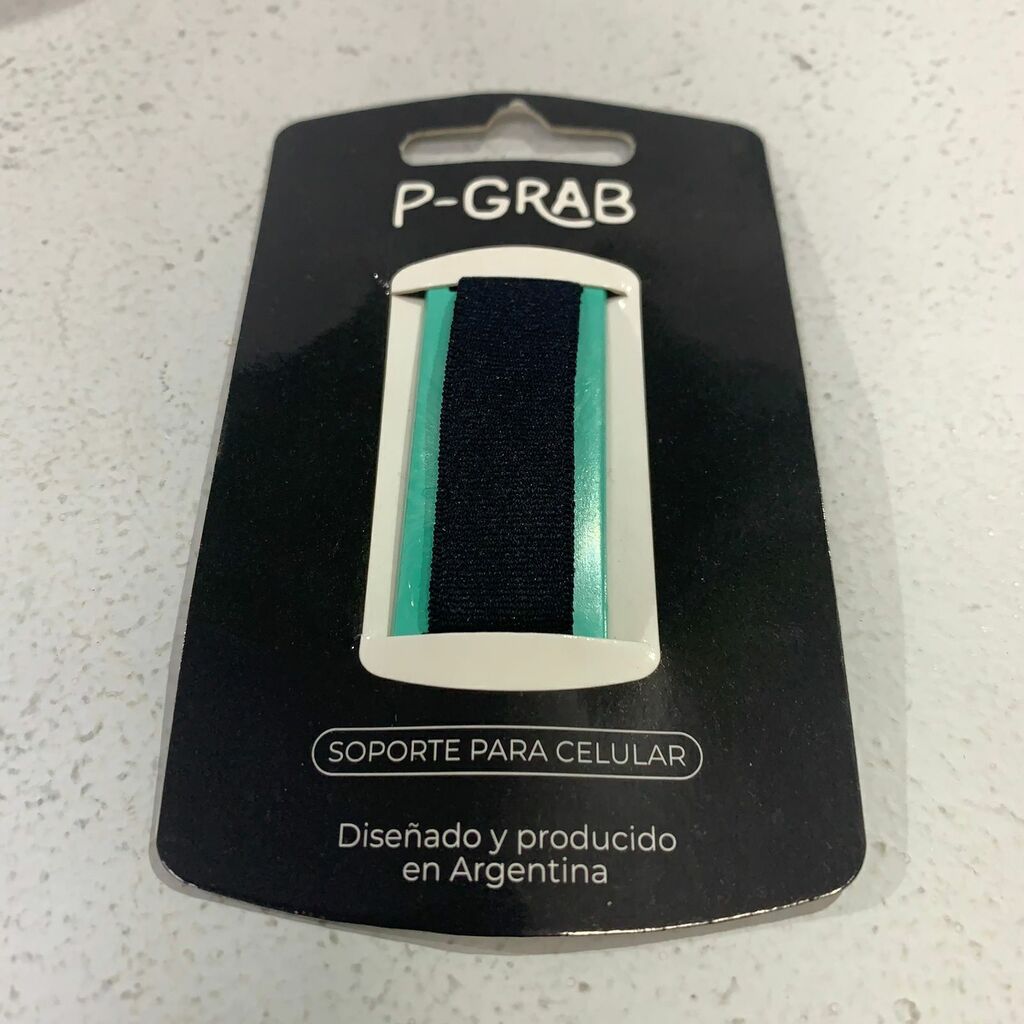 P-GRAB
SOPORTE PARA CELULAR
Diseñado y producido
en Argentina